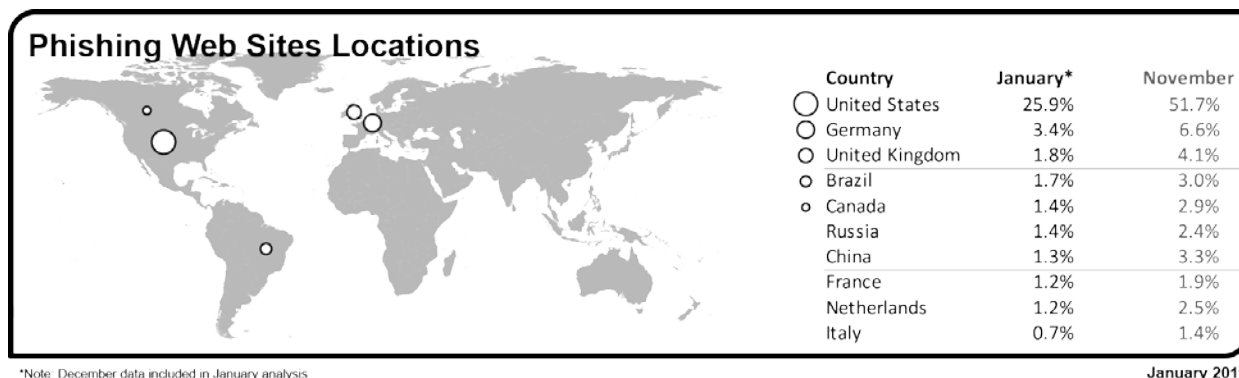 Phishing Web Sites Locations
Country January* November
United States 25.9% 51.7%
Germany 3.4% 6.6%
United Kingdom 1.8% 4.1%
Brazil 1.7% 3.0%
Canada 1.4% 2.9%
Russia 1.4% 2.4%
China 1.3% 3.3%
France 1.2% 1.9%
Netherlands 1.2% 2.5%
Italy 0.7% 1.4%
*Note: December data included in January analysis
January 201